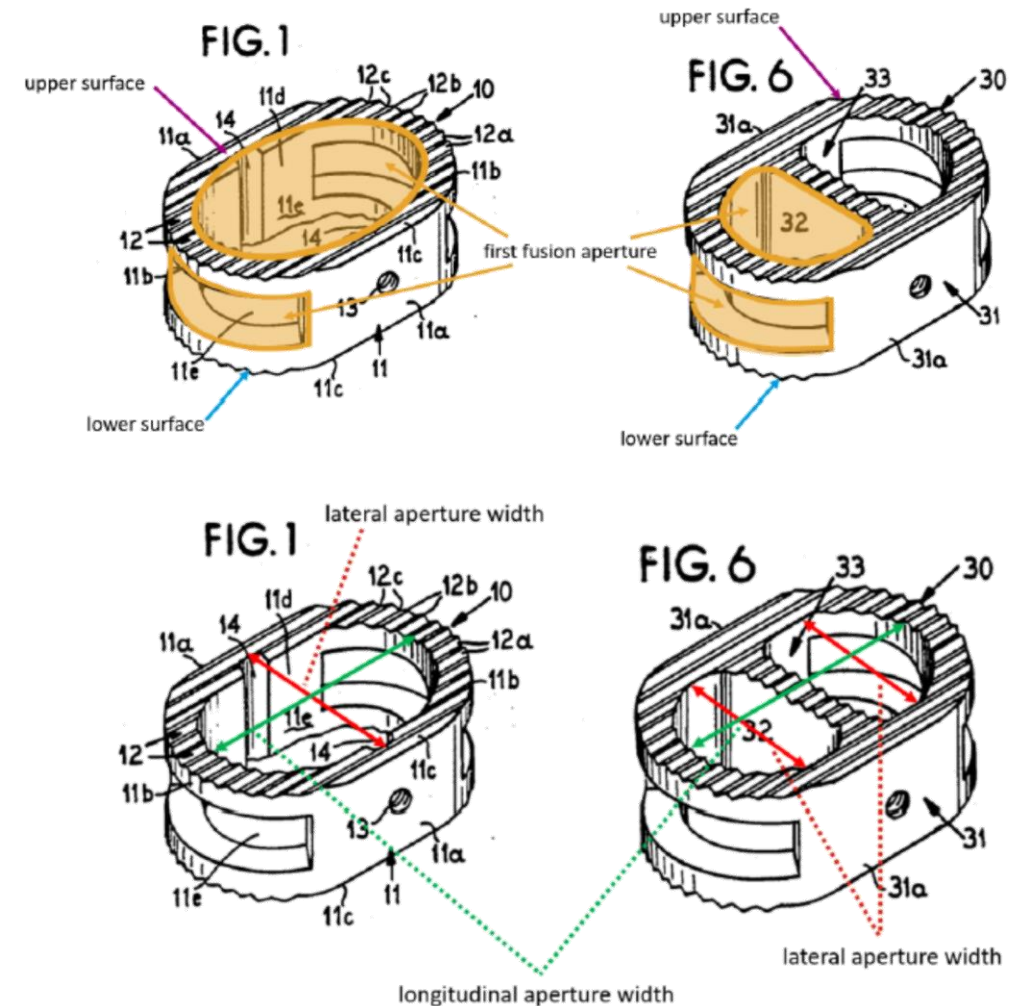 upper surface
FIG. 1
FIG. 6
upper surface
12c
12b
10
33
30
11d
14
11a
12a
31a
11b
11e
32
14
11c
12
first fusion aperture
11b
13
31
11a
31a
11e
11
11c
lower surface
lower surface
lateral aperture width
FIG. 1
FIG. 6
12c
12b
10
33
30
11d
14
11a
12a
31a
11b
11e
32
14
11c
12
11b
13
31
11a
11e
11
31a
11c
lateral aperture width
longitudinal aperture width